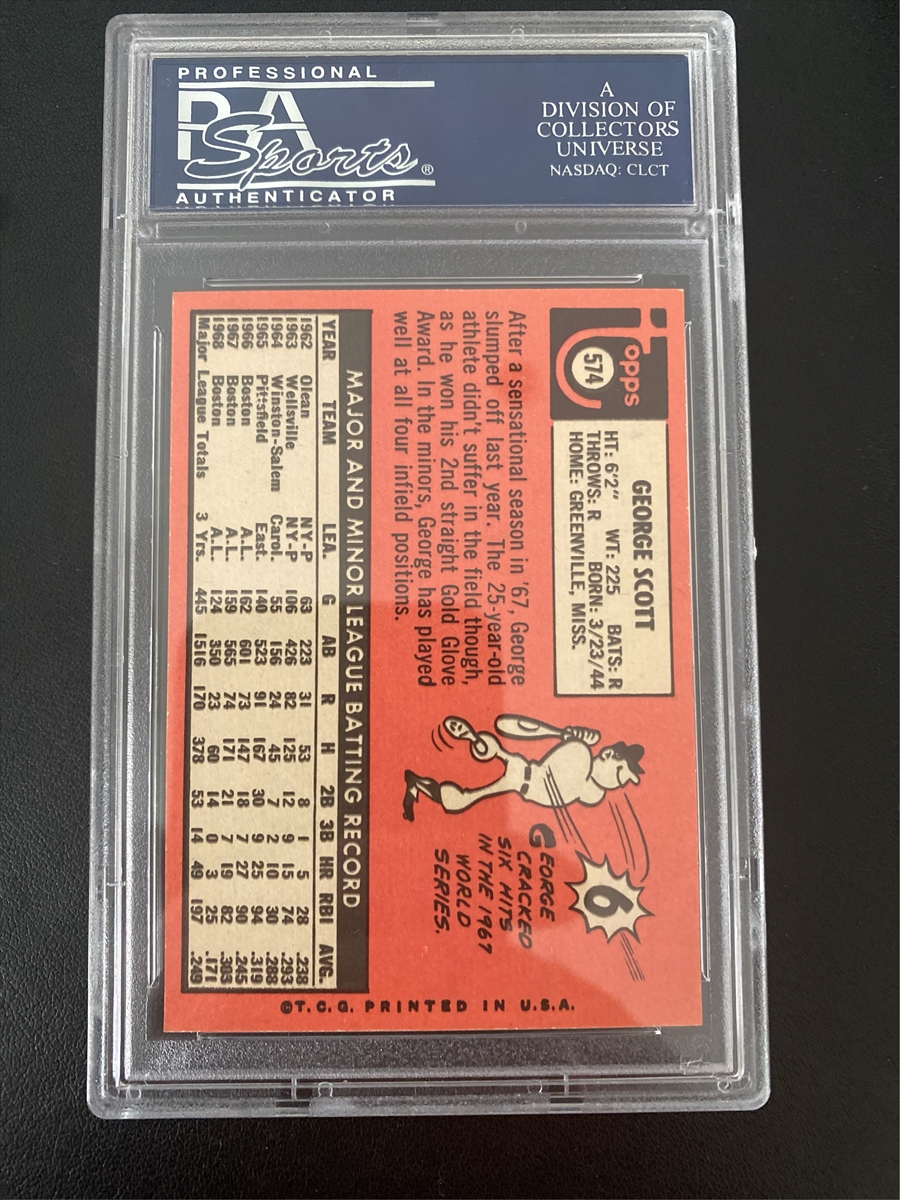 PROFESSIONAL
PSA
Sports®
AUTHENTICATOR
A
DIVISION OF
COLLECTORS
UNIVERSE
NASDAQ: CLCT
Topps
574
GEORGE SCOTT
HT: 6'2" WT: 225 BATS: R
THROWS: R BORN: 3/23/44
HOME: GREENVILLE, MISS.
After a sensational season in '67, George
slumped off last year. The 25-year-old
athlete didn't suffer in the field though,
as he won his 2nd straight Gold Glove
Award. In the minors, George has played
well at all four infield positions.
6
GEORGE
CRACKED
SIX HITS
IN THE 1967
WORLD
SERIES.
MAJOR AND MINOR LEAGUE BATTING RECORD
YEAR TEAM LEA. G AB R H 2B 3B HR RBI AVG.
1962 Olean NY-P 63 223 31 53 8 1 5 28 .238
1963 Wellsville NY-P 106 426 82 125 12 9 15 74 .293
1964 Winston-Salem Carol. 55 156 24 45 7 2 10 30 .288
1965 Pittsfield East. 140 523 91 167 30 9 25 94 .319
1966 Boston A.L. 162 601 73 147 18 7 27 90 .245
1967 Boston A.L. 159 565 74 171 21 7 19 82 .303
1968 Boston A.L. 124 350 23 60 14 0 3 25 .171
Major League Totals 3 Yrs. 445 1516 170 378 53 14 49 197 .249
©T.C.G. PRINTED IN U.S.A.